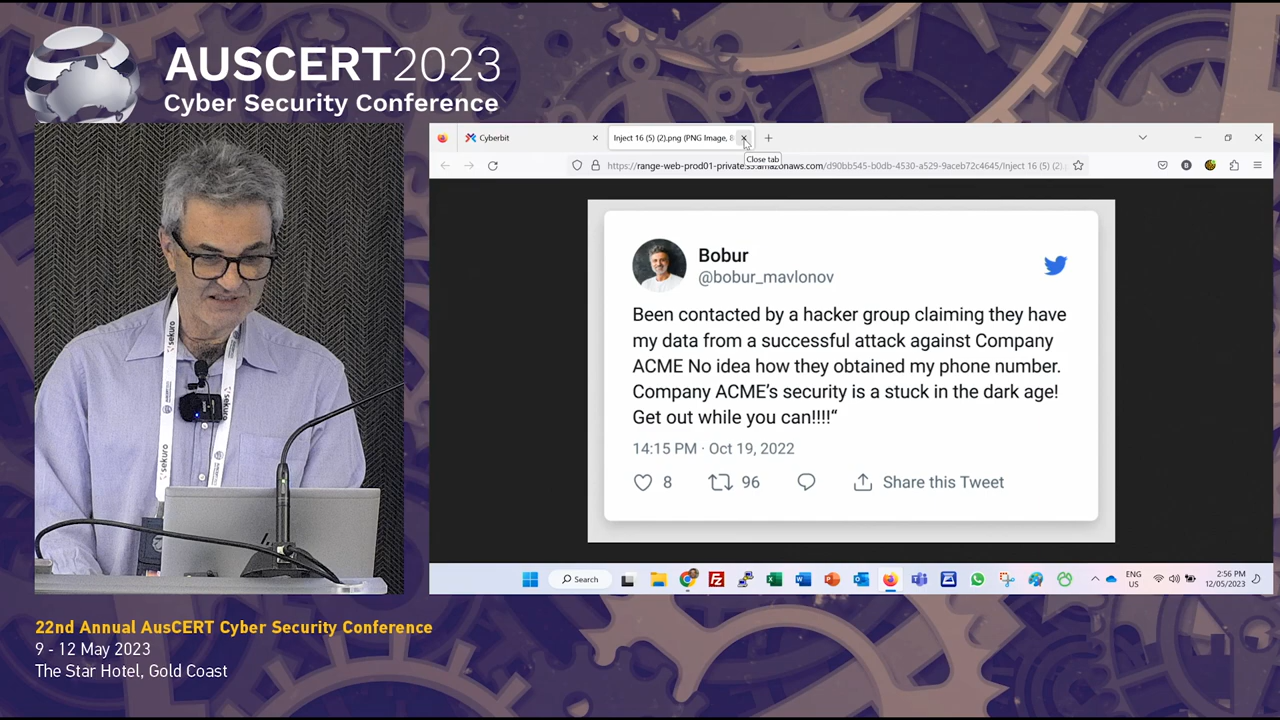 AUSCERT2023
Cyber Security Conference
Cyberbit
Inject 16 (5) (2).png (PNG Image, 8
Close tab
https://range-web-prod01-private.s3.amazonaws.com/d90bb545-b0db-4530-a529-9aceb72c4645/Inject 16 (5) (2).p
Bobur
@bobur_mavlonov
Been contacted by a hacker group claiming they have
my data from a successful attack against Company
ACME No idea how they obtained my phone number.
Company ACME’s security is a stuck in the dark age!
Get out while you can!!!!“
14:15 PM · Oct 19, 2022
8
96
Share this Tweet
sekuro
sekuro
sekuro
Search
ENG
US
2:56 PM
12/05/2023
22nd Annual AusCERT Cyber Security Conference
9 - 12 May 2023
The Star Hotel, Gold Coast